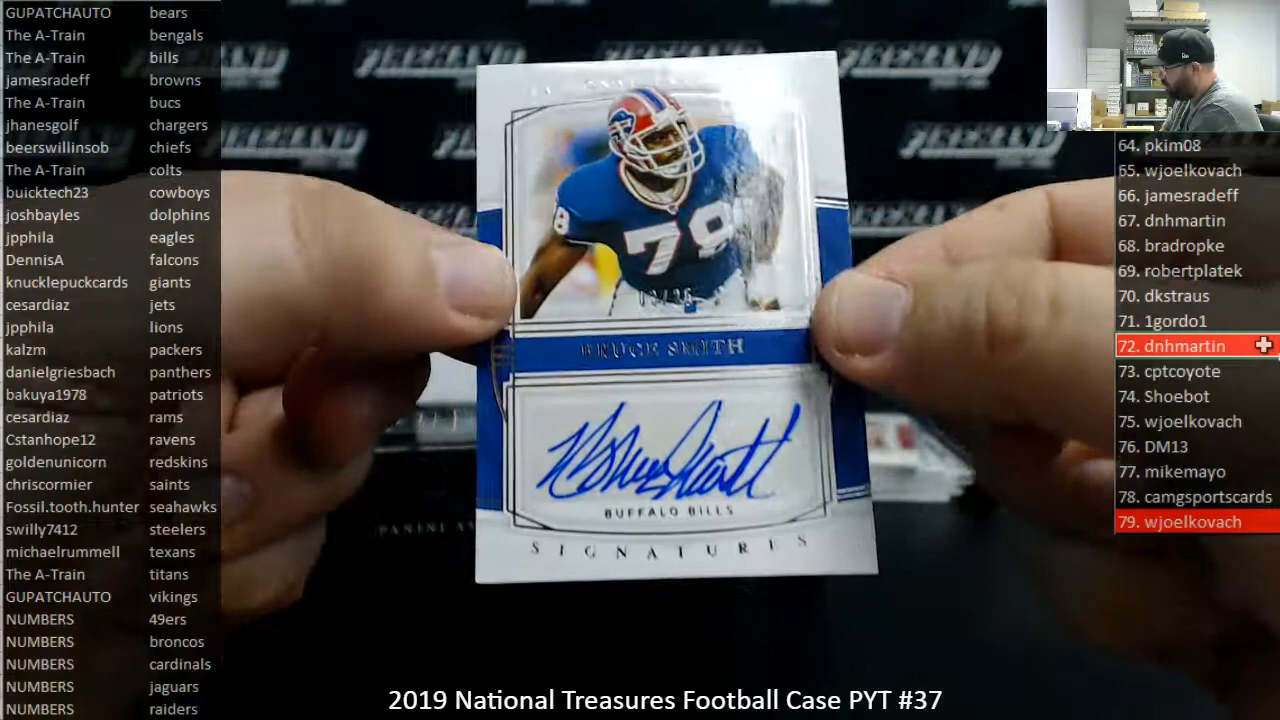 GUPATCHAUTO bears
The A-Train bengals
The A-Train bills
jamesradeff browns
The A-Train bucs
jhanesgolf chargers
beerswillinsob chiefs
The A-Train colts
buicktech23 cowboys
joshbayles dolphins
jpphila eagles
DennisA falcons
knucklepuckcards giants
cesardiaz jets
jpphila lions
kalzm packers
danielgriesbach panthers
bakuya1978 patriots
cesardiaz rams
Cstanhope12 ravens
goldenunicorn redskins
chriscormier saints
Fossil.tooth.hunter seahawks
swilly7412 steelers
michaelrummell texans
The A-Train titans
GUPATCHAUTO vikings
NUMBERS 49ers
NUMBERS broncos
NUMBERS cardinals
NUMBERS jaguars
NUMBERS raiders
78
BRUCE SMITH
BUFFALO BILLS
SIGNATURES
PANINI
64. pkim08
65. wjoelkovach
66. jamesradeff
67. dnhmartin
68. bradropke
69. robertplatek
70. dkstraus
71. 1gordo1
72. dnhmartin
73. cptcoyote
74. Shoebot
75. wjoelkovach
76. DM13
77. mikemayo
78. camgsportscards
79. wjoelkovach
2019 National Treasures Football Case PYT #37